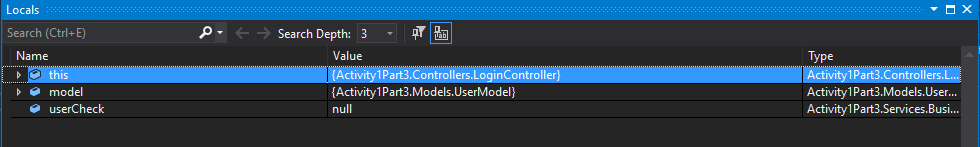 Locals
Search (Ctrl+E) Search Depth: 3
Name Value Type
this {Activity1Part3.Controllers.LoginController} Activity1Part3.Controllers.L...
model {Activity1Part3.Models.UserModel} Activity1Part3.Models.User...
userCheck null Activity1Part3.Services.Busi...